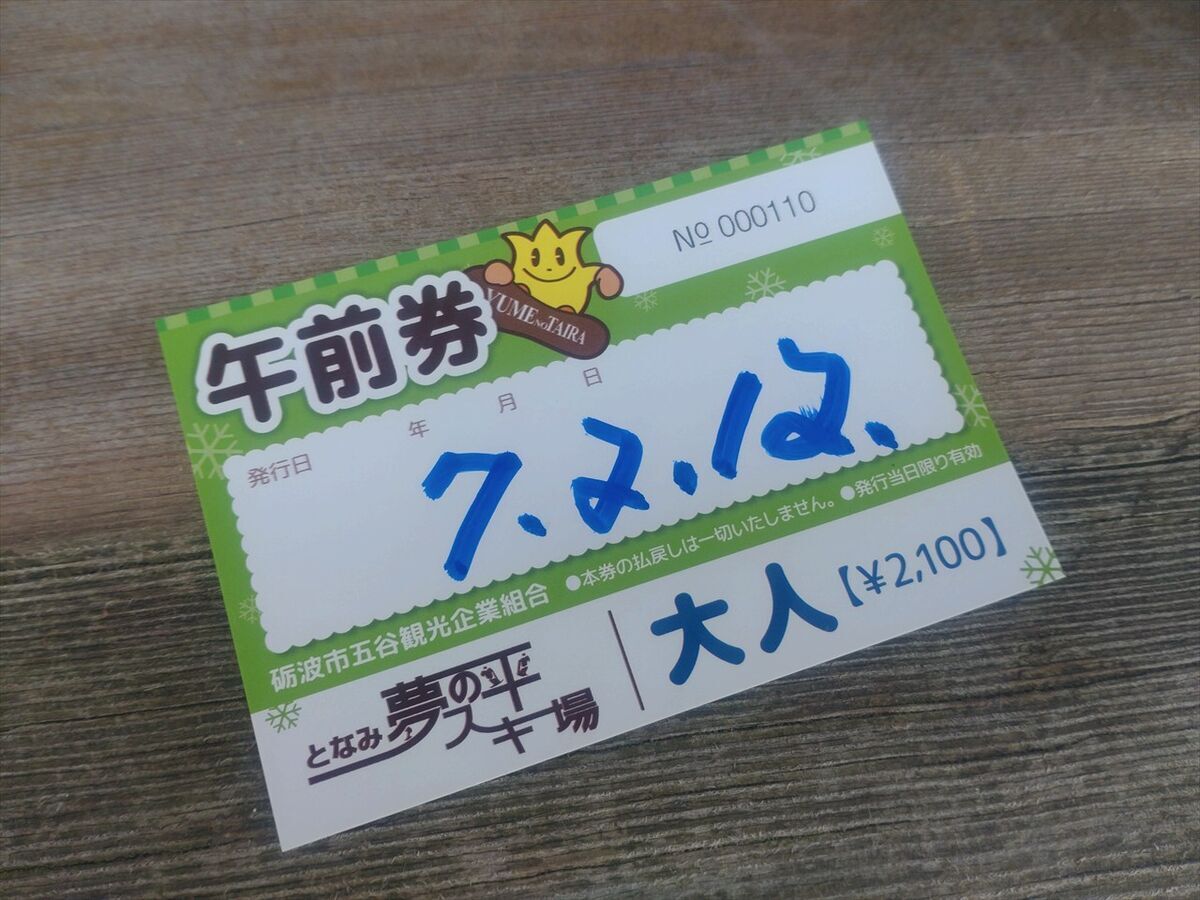 № 000110
YUME NO TAIRA
午前券
発行日 年 月 日
7.2.12.
砺波市五谷観光企業組合 ●本券の払戻しは一切いたしません。 ●発行当日限り有効
となみ夢の平スキー場 大人【¥2,100】